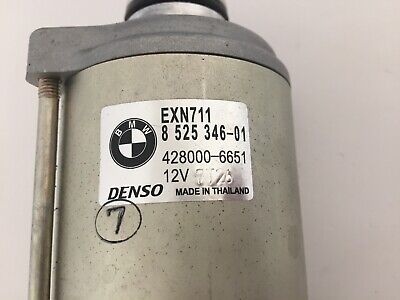 EXN711
BMW
8 525 346-01
428000-6651
12V
DENSO MADE IN THAILAND
7